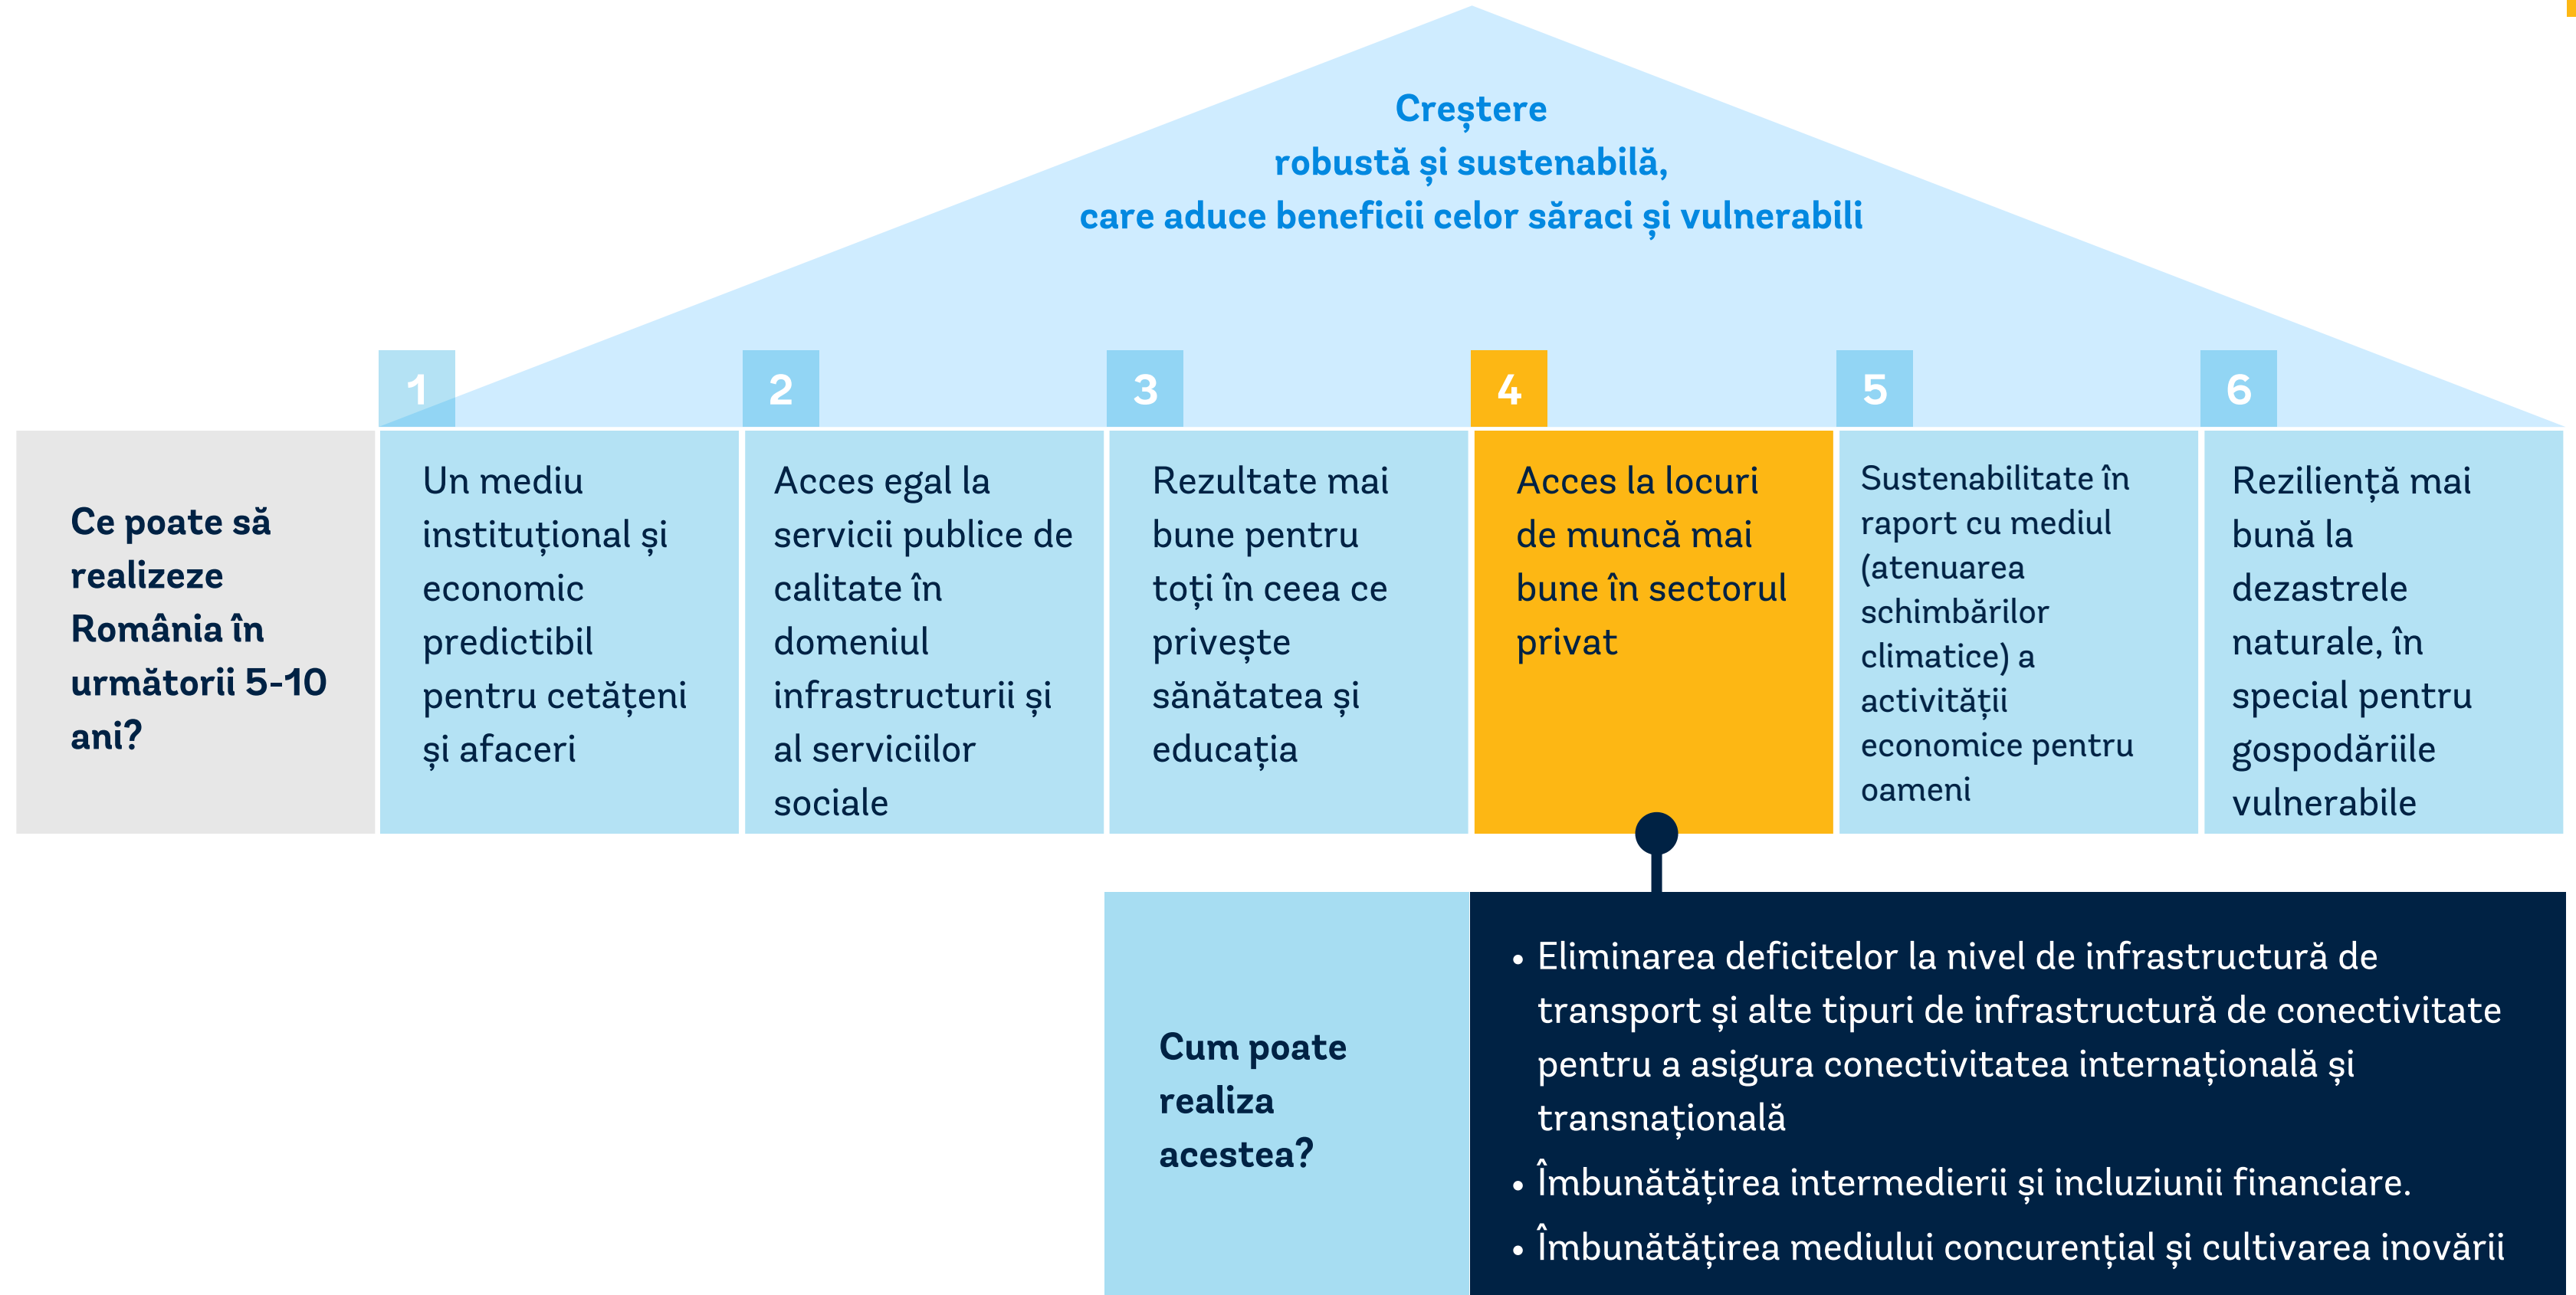 Creștere
robustă și sustenabilă,
care aduce beneficii celor săraci și vulnerabili
Ce poate să
realizeze
România în
următorii 5-10
ani?
1
Un mediu
instituțional și
economic
predictibil
pentru cetățeni
și afaceri
2
Acces egal la
servicii publice de
calitate în
domeniul
infrastructurii și
al serviciilor
sociale
3
Rezultate mai
bune pentru
toți în ceea ce
privește
sănătatea și
educația
4
Acces la locuri
de muncă mai
bune în sectorul
privat
5
Sustenabilitate în
raport cu mediul
(atenuarea
schimbărilor
climatice) a
activității
economice pentru
oameni
6
Reziliență mai
bună la
dezastrele
naturale, în
special pentru
gospodăriile
vulnerabile
Cum poate
realiza
acestea?
• Eliminarea deficitelor la nivel de infrastructură de
transport și alte tipuri de infrastructură de conectivitate
pentru a asigura conectivitatea internațională și
transnațională
• Îmbunătățirea intermedierii și incluziunii financiare.
• Îmbunătățirea mediului concurențial și cultivarea inovării